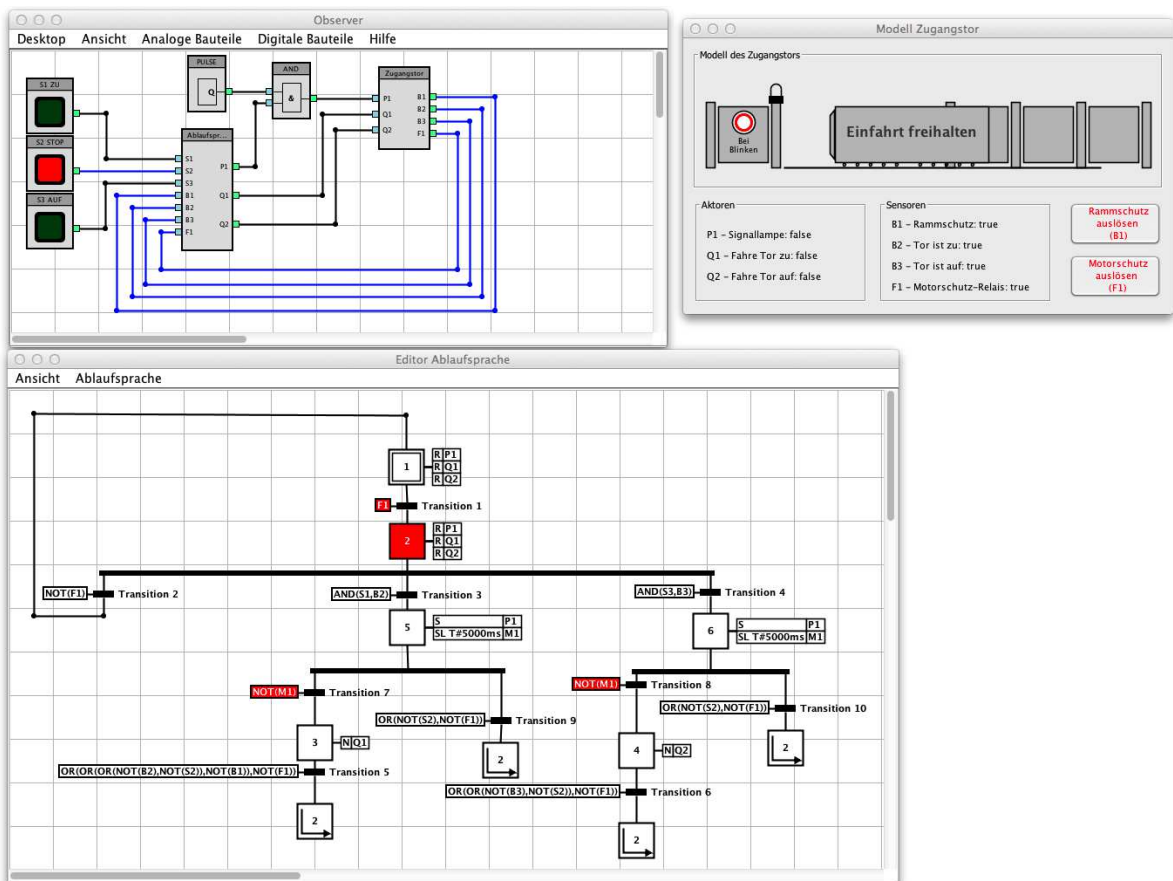 Observer
Desktop Ansicht Analoge Bauteile Digitale Bauteile Hilfe
S1 ZU
S2 STOP
S3 AUF
PULSE
Q
AND
&
Ablaufspr...
S1
S2
S3
B1
B2
B3
F1
P1
Q1
Q2
Zugangstor
P1
Q1
Q2
B1
B2
B3
F1
Modell Zugangstor
Modell des Zugangstors
Bei
Blinken
Einfahrt freihalten
Aktoren
P1 - Signallampe: false
Q1 - Fahre Tor zu: false
Q2 - Fahre Tor auf: false
Sensoren
B1 - Rammschutz: true
B2 - Tor ist zu: true
B3 - Tor ist auf: true
F1 - Motorschutz-Relais: true
Rammschutz
auslösen
(B1)
Motorschutz
auslösen
(F1)
Editor Ablaufsprache
Ansicht Ablaufsprache
1
R P1
R Q1
R Q2
F1 Transition 1
2
R P1
R Q1
R Q2
NOT(F1) Transition 2
AND(S1,B2) Transition 3
AND(S3,B3) Transition 4
5
S P1
SL T#5000ms M1
6
S P1
SL T#5000ms M1
NOT(M1) Transition 7
OR(NOT(S2),NOT(F1)) Transition 9
NOT(M1) Transition 8
OR(NOT(S2),NOT(F1)) Transition 10
3
N Q1
2
4
N Q2
2
OR(OR(OR(NOT(B2),NOT(S2)),NOT(B1)),NOT(F1)) Transition 5
OR(OR(NOT(B3),NOT(S2)),NOT(F1)) Transition 6
2
2